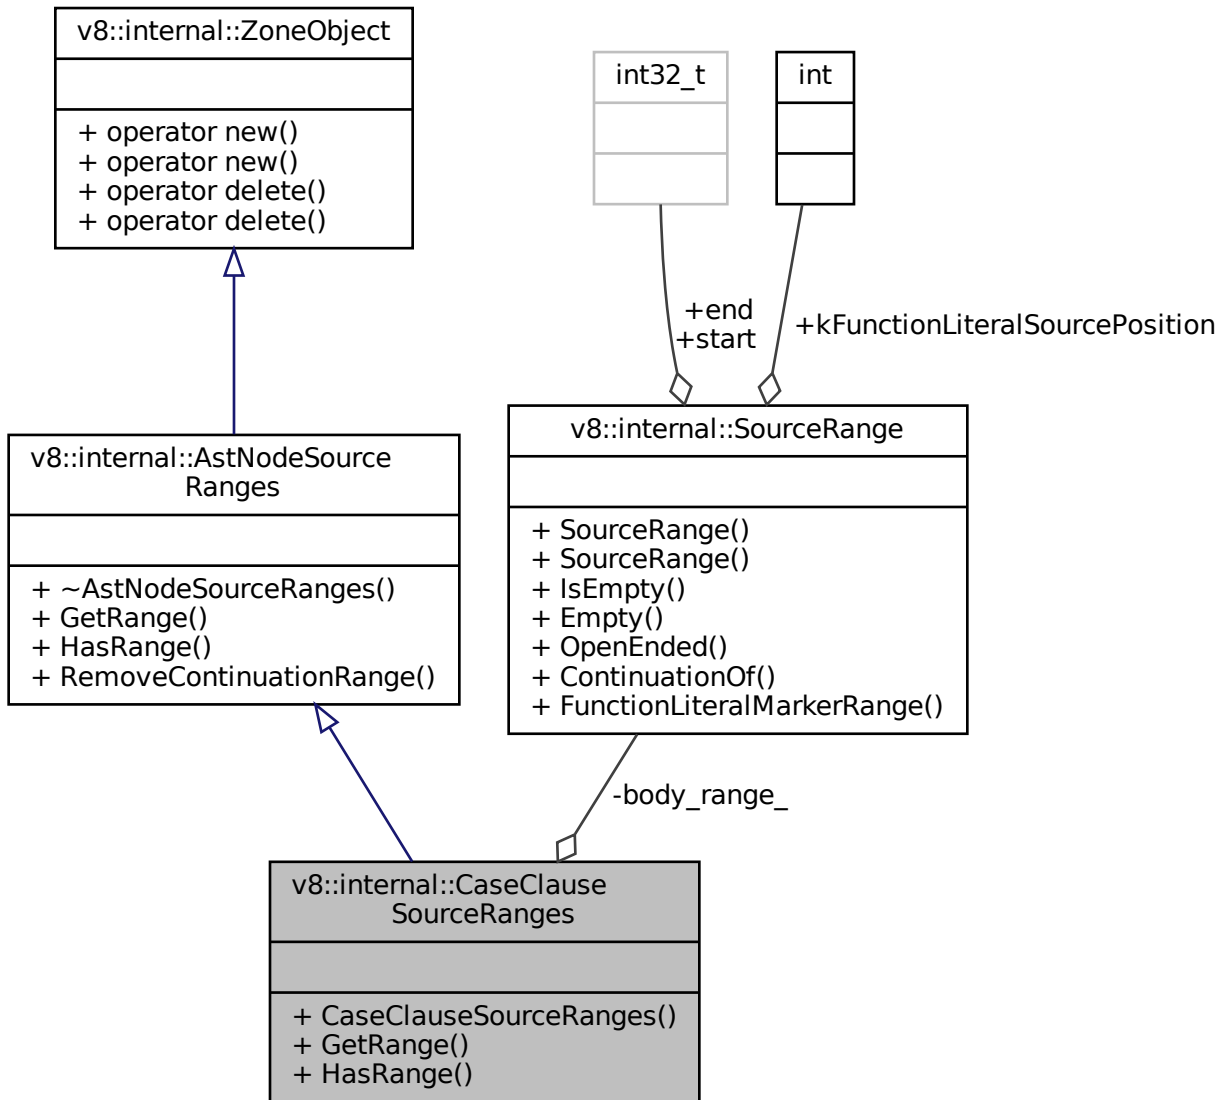 v8::internal::ZoneObject
+ operator new()
+ operator new()
+ operator delete()
+ operator delete()
int32_t
int
+end
+start
+kFunctionLiteralSourcePosition
v8::internal::AstNodeSource
Ranges
+ ~AstNodeSourceRanges()
+ GetRange()
+ HasRange()
+ RemoveContinuationRange()
v8::internal::SourceRange
+ SourceRange()
+ SourceRange()
+ IsEmpty()
+ Empty()
+ OpenEnded()
+ ContinuationOf()
+ FunctionLiteralMarkerRange()
-body_range_
v8::internal::CaseClause
SourceRanges
+ CaseClauseSourceRanges()
+ GetRange()
+ HasRange()